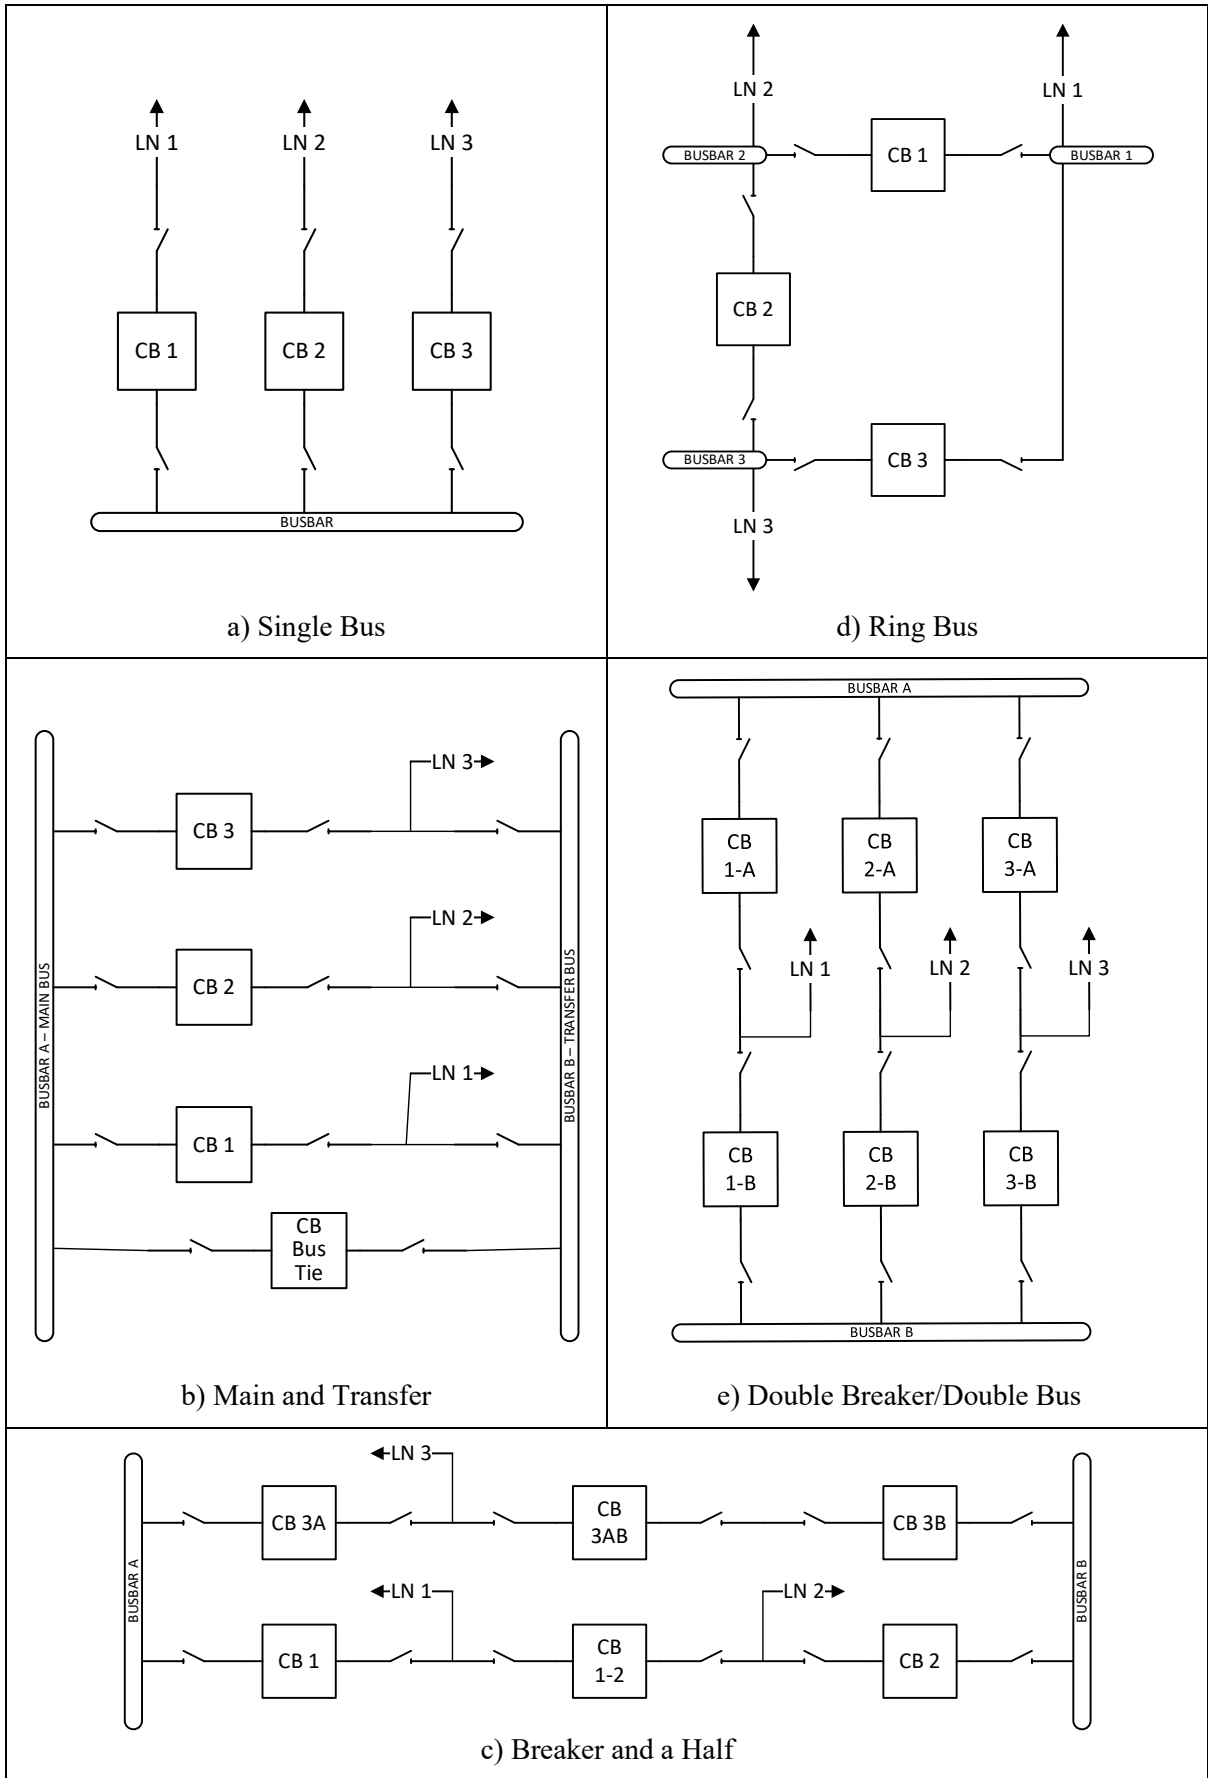 LN 1
LN 2
LN 3
CB 1
CB 2
CB 3
BUSBAR
a) Single Bus
LN 2
LN 1
BUSBAR 2
CB 1
BUSBAR 1
CB 2
BUSBAR 3
CB 3
LN 3
d) Ring Bus
BUSBAR A – MAIN BUS
LN 3
CB 3
LN 2
CB 2
LN 1
CB 1
CB
Bus
Tie
BUSBAR B – TRANSFER BUS
b) Main and Transfer
BUSBAR A
CB
1-A
CB
2-A
CB
3-A
LN 1
LN 2
LN 3
CB
1-B
CB
2-B
CB
3-B
BUSBAR B
e) Double Breaker/Double Bus
BUSBAR A
LN 3
CB 3A
CB
3AB
CB 3B
LN 1
LN 2
CB 1
CB
1-2
CB 2
BUSBAR B
c) Breaker and a Half